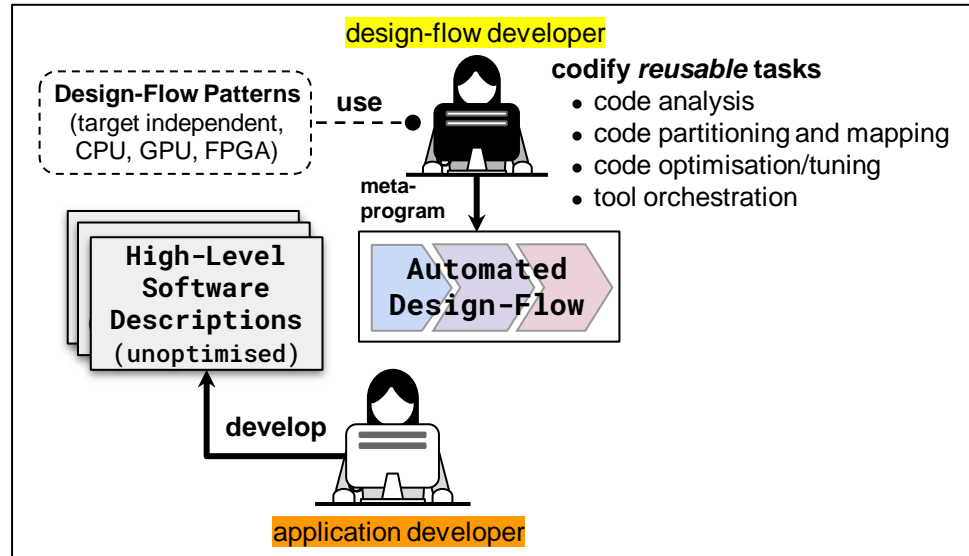 design-flow developer
Design-Flow Patterns
(target independent,
CPU, GPU, FPGA)
use
codify reusable tasks
• code analysis
• code partitioning and mapping
• code optimisation/tuning
• tool orchestration
meta-
program
High-Level
Software
Descriptions
(unoptimised)
Automated
Design-Flow
develop
application developer